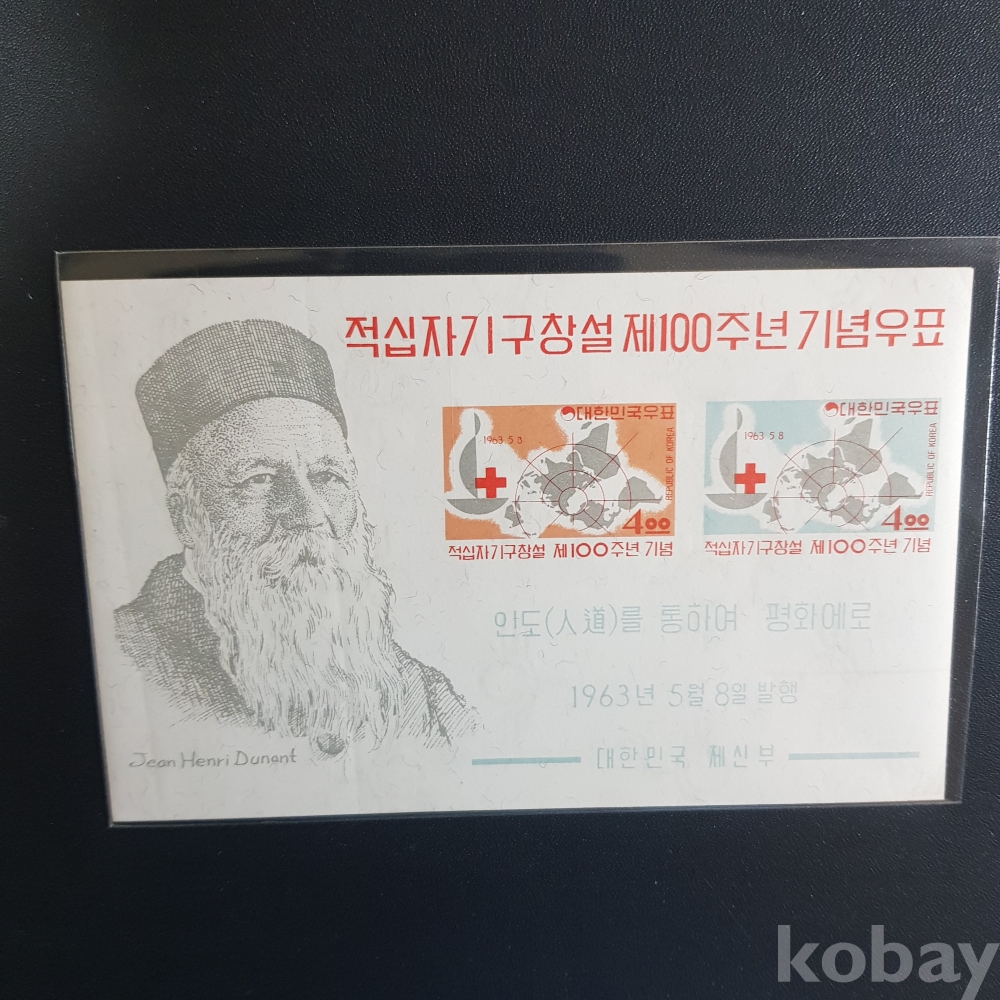 적십자기구창설 제100주년 기념우표
대한민국우표
1963 5 8
REPUBLIC OF KOREA
4.00
적십자기구창설 제100주년 기념
대한민국우표
1963 5 8
REPUBLIC OF KOREA
4.00
적십자기구창설 제100주년 기념
인도(人道)를 통하여 평화에로
1963년 5월 8일 발행
대한민국 체신부
Jean Henri Dunant
kobay